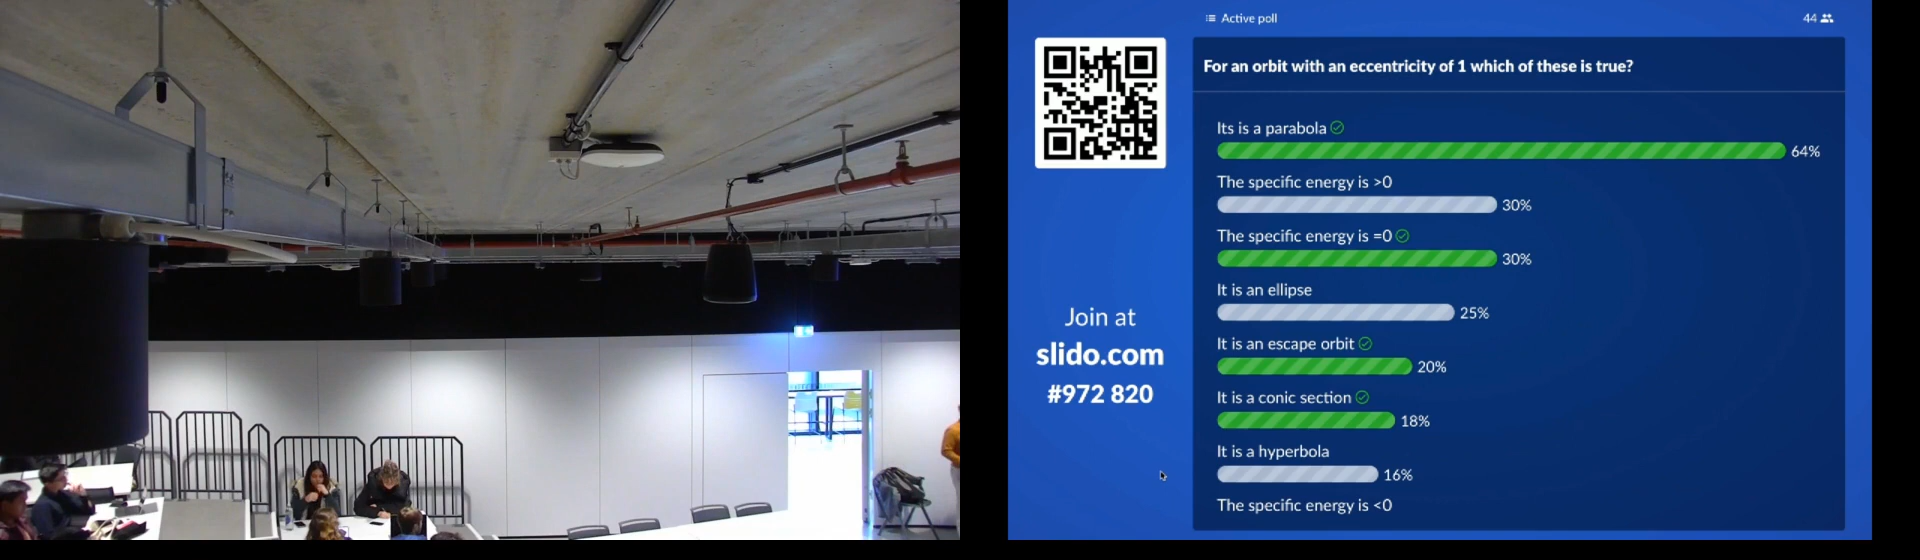 Active poll
44
For an orbit with an eccentricity of 1 which of these is true?
Its is a parabola
64%
The specific energy is >0
30%
The specific energy is =0
30%
It is an ellipse
25%
It is an escape orbit
20%
It is a conic section
18%
It is a hyperbola
16%
The specific energy is <0
Join at
slido.com
#972 820